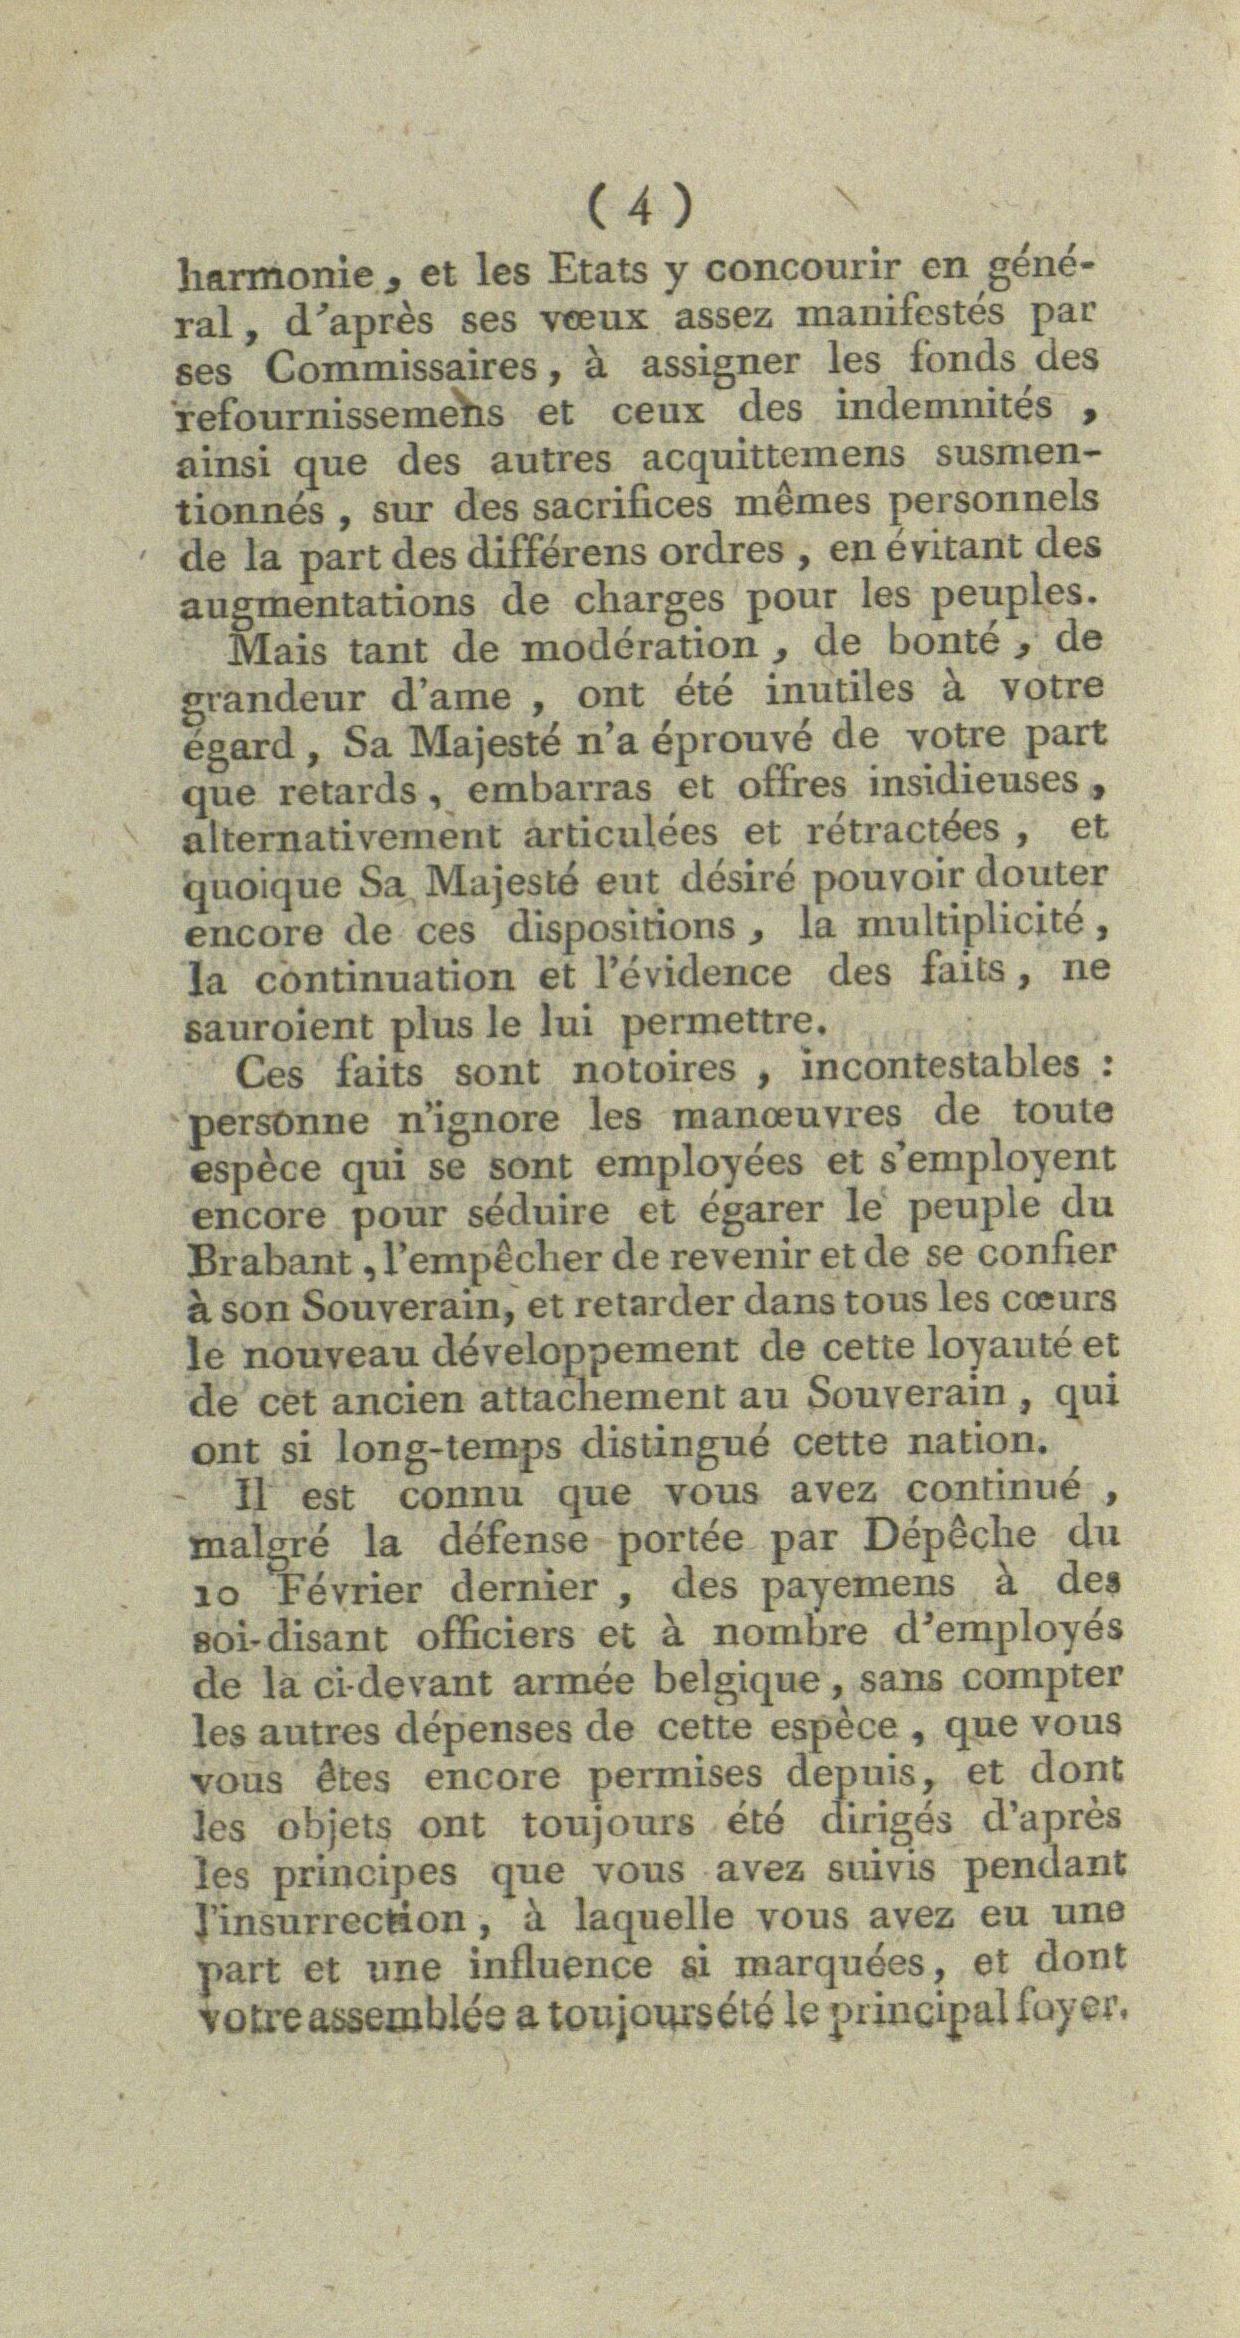 ( 4 )
harmonie, et les Etats y concourir en géné-
ral, d'après ses vœux assez manifestés par
ses Commissaires, à assigner les fonds des
refournissemens et ceux des indemnités ,
ainsi que des autres acquittemens susmen-
tionnés , sur des sacrifices mêmes personnels
de la part des différens ordres , en évitant des
augmentations de charges pour les peuples.
Mais tant de modération , de bonté , de
grandeur d'ame , ont été inutiles à votre
égard , Sa Majesté n'a éprouvé de votre part
que retards , embarras et offres insidieuses ,
alternativement articulées et rétractées , et
quoique Sa Majesté eut désiré pouvoir douter
encore de ces dispositions , la multiplicité ,
la continuation et l'évidence des faits , ne
sauroient plus le lui permettre.
Ces faits sont notoires , incontestables :
personne n'ignore les manœuvres de toute
espèce qui se sont employées et s'employent
encore pour séduire et égarer le peuple du
Brabant , l'empêcher de revenir et de se confier
à son Souverain, et retarder dans tous les cœurs
le nouveau développement de cette loyauté et
de cet ancien attachement au Souverain , qui
ont si long-temps distingué cette nation.
Il est connu que vous avez continué ,
malgré la défense portée par Dépêche du
10 Février dernier , des payemens à des
soi-disant officiers et à nombre d'employés
de la ci-devant armée belgique , sans compter
les autres dépenses de cette espèce , que vous
vous êtes encore permises depuis, et dont
les objets ont toujours été dirigés d'après
les principes que vous avez suivis pendant
l'insurrection , à laquelle vous avez eu une
part et une influence si marquées, et dont
votre assemblée a toujours été le principal foyer.